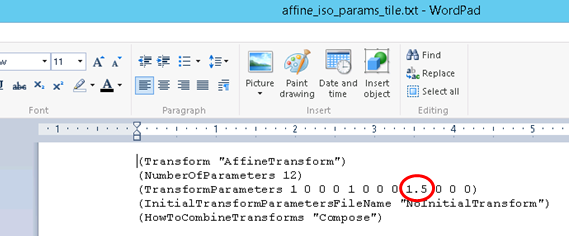 affine_iso_params_tile.txt - WordPad
11
Font
Paragraph
Picture
Paint drawing
Date and time
Insert object
Insert
Find
Replace
Select all
Editing
1 1 2 3 4 5
(Transform "AffineTransform")
(NumberOfParameters 12)
(TransformParameters 1 0 0 0 1 0 0 0 1.5 0 0 0)
(InitialTransformParametersFileName "NoInitialTransform")
(HowToCombineTransforms "Compose")